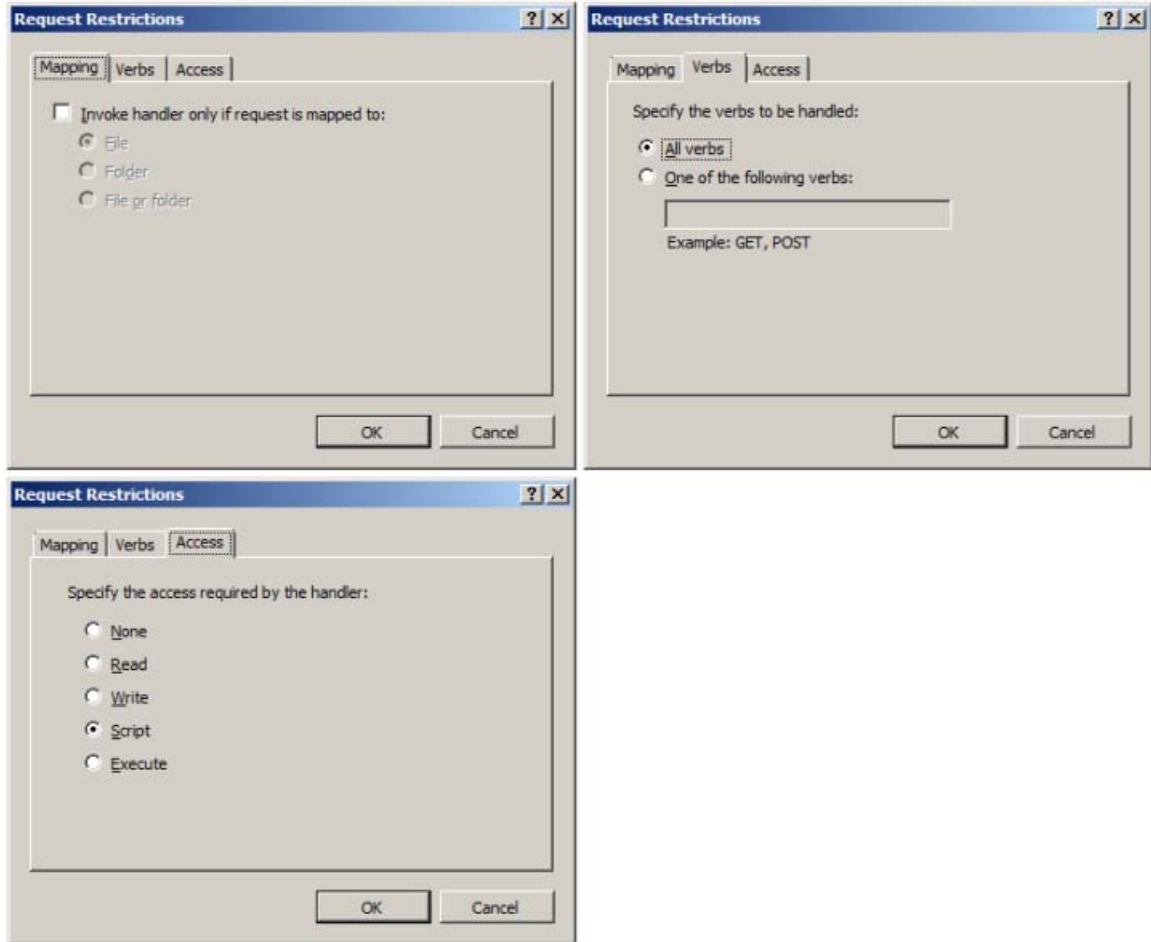 Request Restrictions
Mapping Verbs Access
Invoke handler only if request is mapped to:
File
Folder
File or folder
OK Cancel
Request Restrictions
Mapping Verbs Access
Specify the verbs to be handled:
All verbs
One of the following verbs:
Example: GET, POST
OK Cancel
Request Restrictions
Mapping Verbs Access
Specify the access required by the handler:
None
Read
Write
Script
Execute
OK Cancel